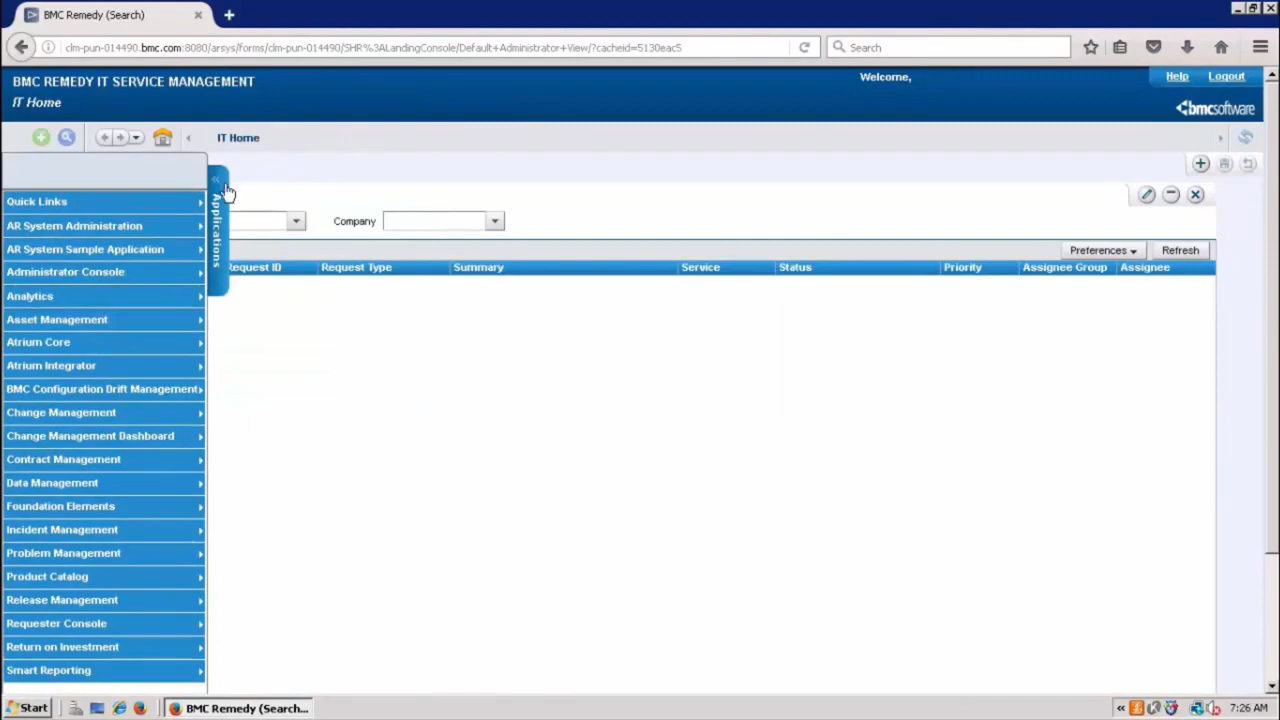 BMC Remedy (Search)
clm-pun-014490.bmc.com:8080/arsys/forms/clm-pun-014490/SHR%3ALandingConsole/Default+Administrator+View/?cacheid=5130eac5
Search
BMC REMEDY IT SERVICE MANAGEMENT
Welcome,
Help
Logout
IT Home
bmcsoftware
IT Home
Applications
Quick Links
AR System Administration
AR System Sample Application
Administrator Console
Analytics
Asset Management
Atrium Core
Atrium Integrator
BMC Configuration Drift Management
Change Management
Change Management Dashboard
Contract Management
Data Management
Foundation Elements
Incident Management
Problem Management
Product Catalog
Release Management
Requester Console
Return on Investment
Smart Reporting
Company
Preferences
Refresh
Request ID Request Type Summary Service Status Priority Assignee Group Assignee
Start
BMC Remedy (Search...
7:26 AM